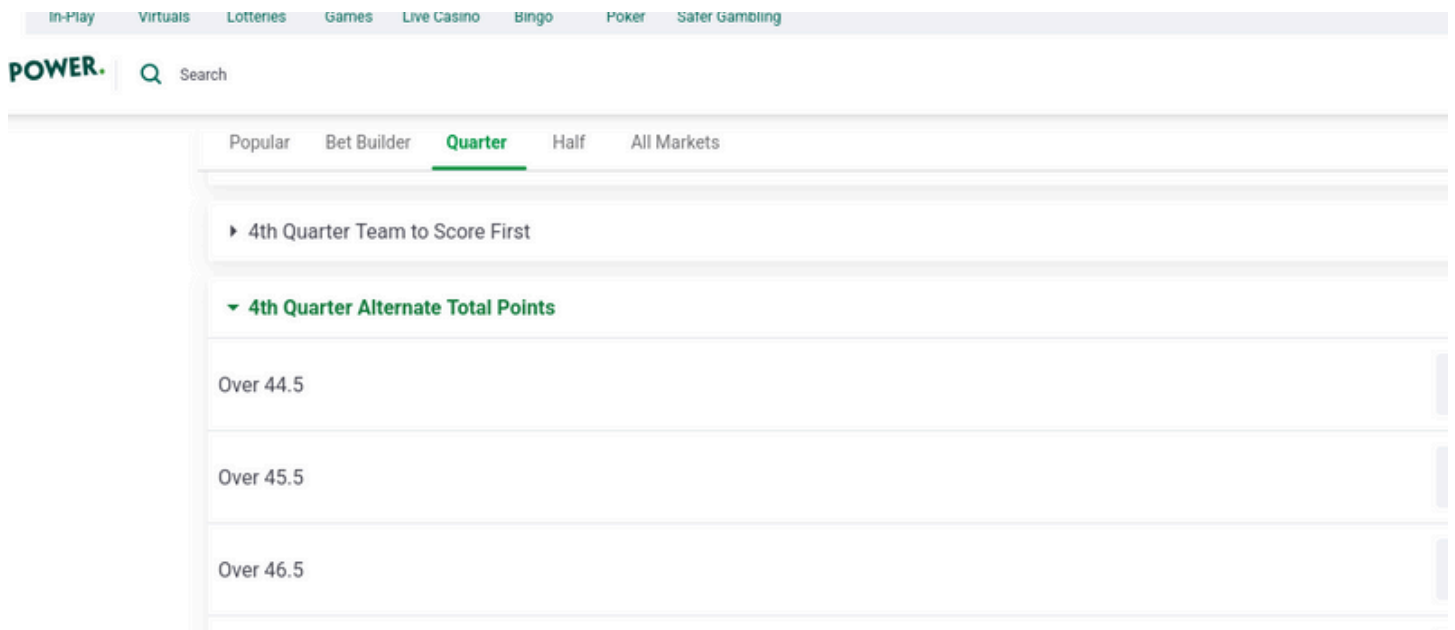 In-Play Virtuals Lotteries Games Live Casino Bingo Poker Safer Gambling
POWER. Search
Popular Bet Builder Quarter Half All Markets
4th Quarter Team to Score First
4th Quarter Alternate Total Points
Over 44.5
Over 45.5
Over 46.5